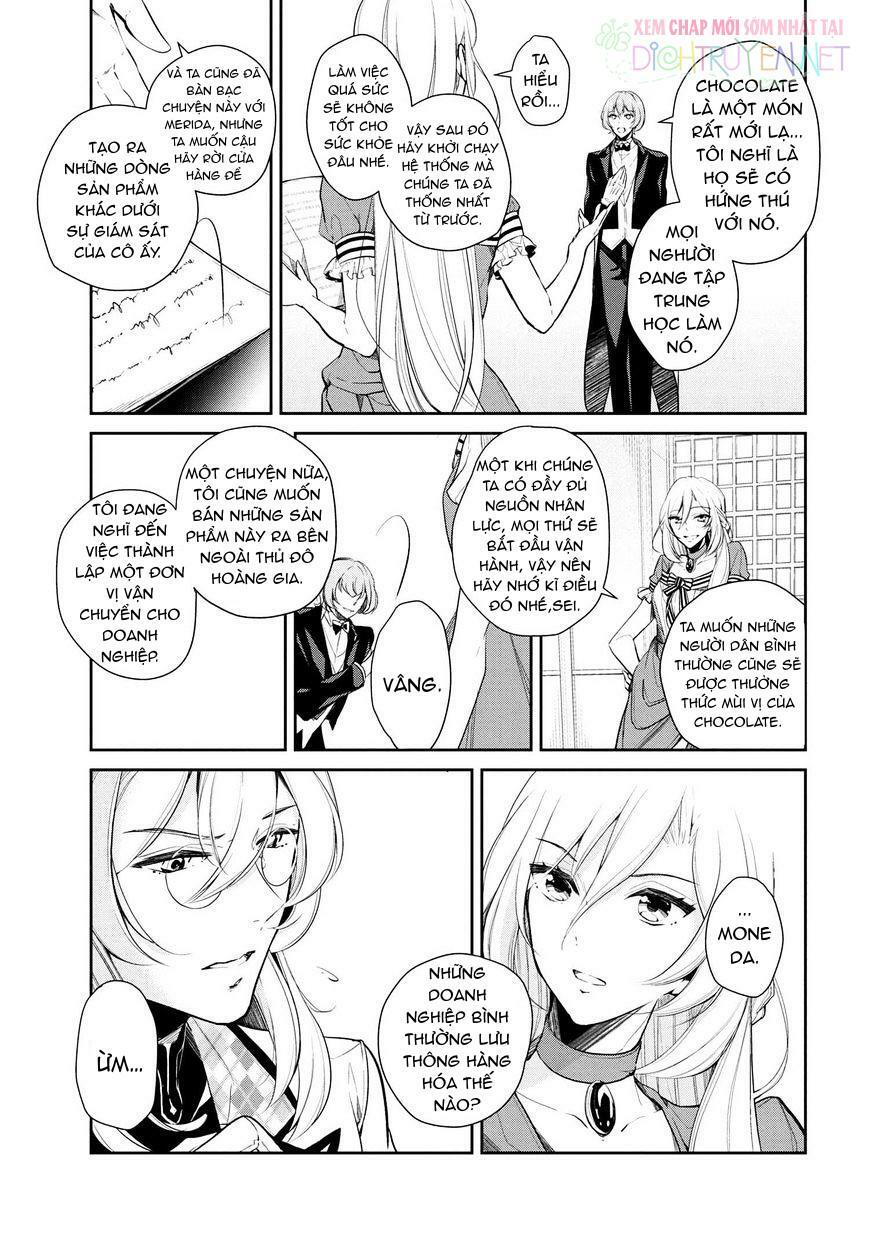 XEM CHAP MỚI SỚM NHẤT TẠI
DICHTRUYEN.NET
CHOCOLATE
LÀ MỘT MÓN
RẤT MỚI LẠ...
TÔI NGHĨ LÀ
HỌ SẼ CÓ
HỨNG THÚ
VỚI NÓ.
MỌI
NGHƯỜI
ĐANG TẬP
TRUNG
HỌC LÀM
NÓ.
TA
HIỂU
RỒI...
VẬY SAU ĐÓ
HÃY KHỞI CHẠY
HỆ THỐNG MÀ
CHÚNG TA ĐÃ
THỐNG NHẤT
TỪ TRƯỚC.
LÀM VIỆC
QUÁ SỨC
SẼ KHÔNG
TỐT CHO
SỨC KHỎE
ĐÂU NHÉ.
VÀ TA CŨNG ĐÃ
BÀN BẠC
CHUYỆN NÀY VỚI
MERIDA, NHƯNG
TA MUỐN CẬU
HÃY RỜI CỬA
HÀNG ĐỂ
TẠO RA
NHỮNG DÒNG
SẢN PHẨM
KHÁC DƯỚI
SỰ GIÁM SÁT
CỦA CÔ ẤY.
TA MUỐN NHỮNG
NGƯỜI DÂN BÌNH
THƯỜNG CŨNG SẼ
ĐƯỢC THƯỞNG
THỨC MÙI VỊ CỦA
CHOCOLATE.
MỘT KHI CHÚNG
TA CÓ ĐẦY ĐỦ
NGUỒN NHÂN
LỰC, MỌI THỨ SẼ
BẮT ĐẦU VẬN
HÀNH, VẬY NÊN
HÃY NHỚ KĨ ĐIỀU
ĐÓ NHÉ,SEI.
VÂNG.
MỘT CHUYỆN NỮA,
TÔI CŨNG MUỐN
BÁN NHỮNG SẢN
PHẨM NÀY RA BÊN
NGOÀI THỦ ĐÔ
HOÀNG GIA.
TÔI ĐANG
NGHĨ ĐẾN
VIỆC THÀNH
LẬP MỘT ĐƠN
VỊ VẬN
CHUYỂN CHO
DOANH
NGHIỆP.
...
MONE
DA.
NHỮNG
DOANH
NGHIỆP BÌNH
THƯỜNG LƯU
THÔNG HÀNG
HÓA THẾ
NÀO?
ỪM...